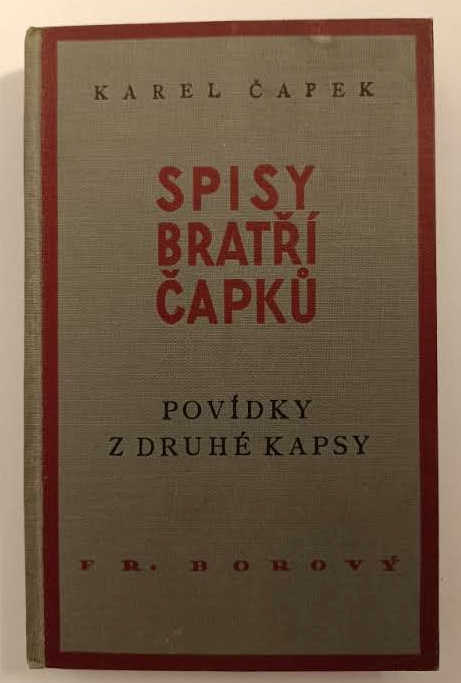 KAREL ČAPEK
SPISY
BRATŘÍ
ČAPKŮ
POVÍDKY
Z DRUHÉ KAPSY
FR. BOROVÝ